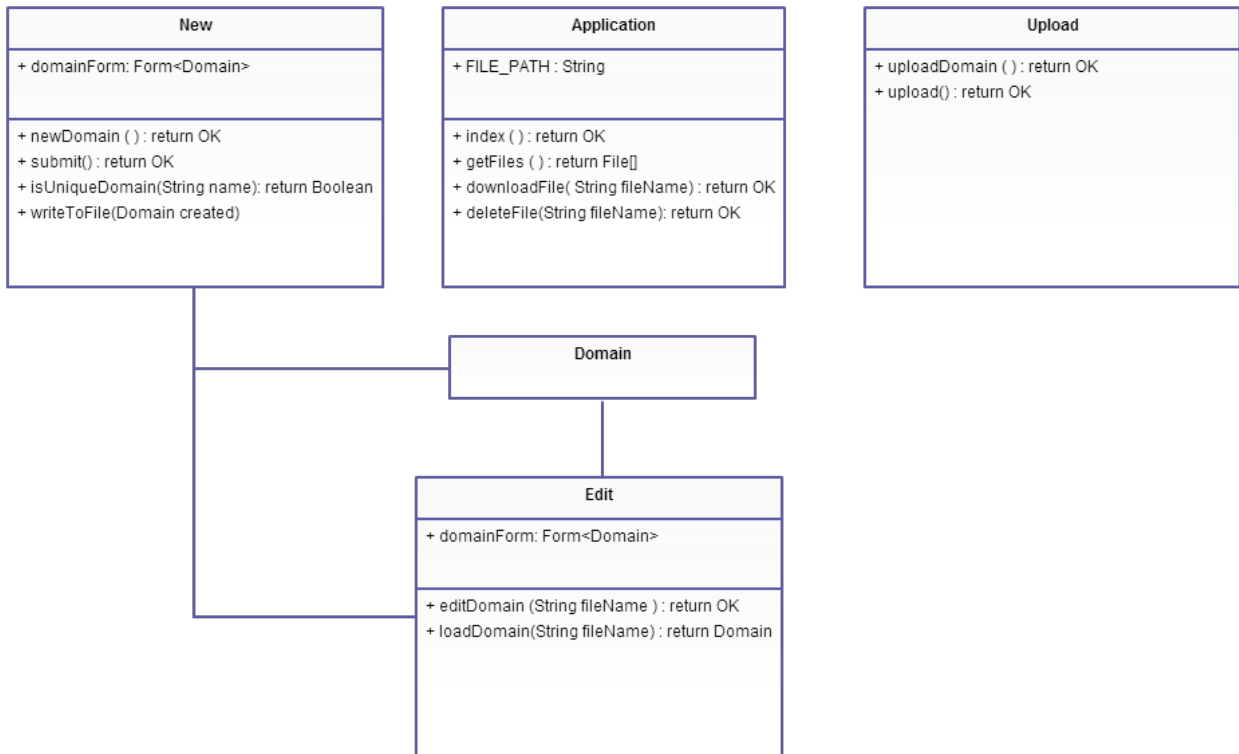 New
+ domainForm: Form<Domain>
+ newDomain ( ) : return OK
+ submit() : return OK
+ isUniqueDomain(String name): return Boolean
+ writeToFile(Domain created)
Application
+ FILE_PATH : String
+ index ( ) : return OK
+ getFiles ( ) : return File[]
+ downloadFile( String fileName) : return OK
+ deleteFile(String fileName): return OK
Upload
+ uploadDomain ( ) : return OK
+ upload() : return OK
Domain
Edit
+ domainForm: Form<Domain>
+ editDomain (String fileName ) : return OK
+ loadDomain(String fileName) : return Domain